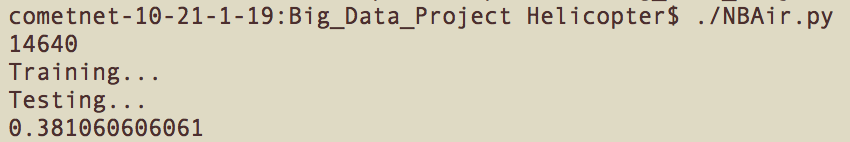 cometnet-10-21-1-19:Big_Data_Project Helicopter$ ./NBAir.py
14640
Training...
Testing...
0.381060606061